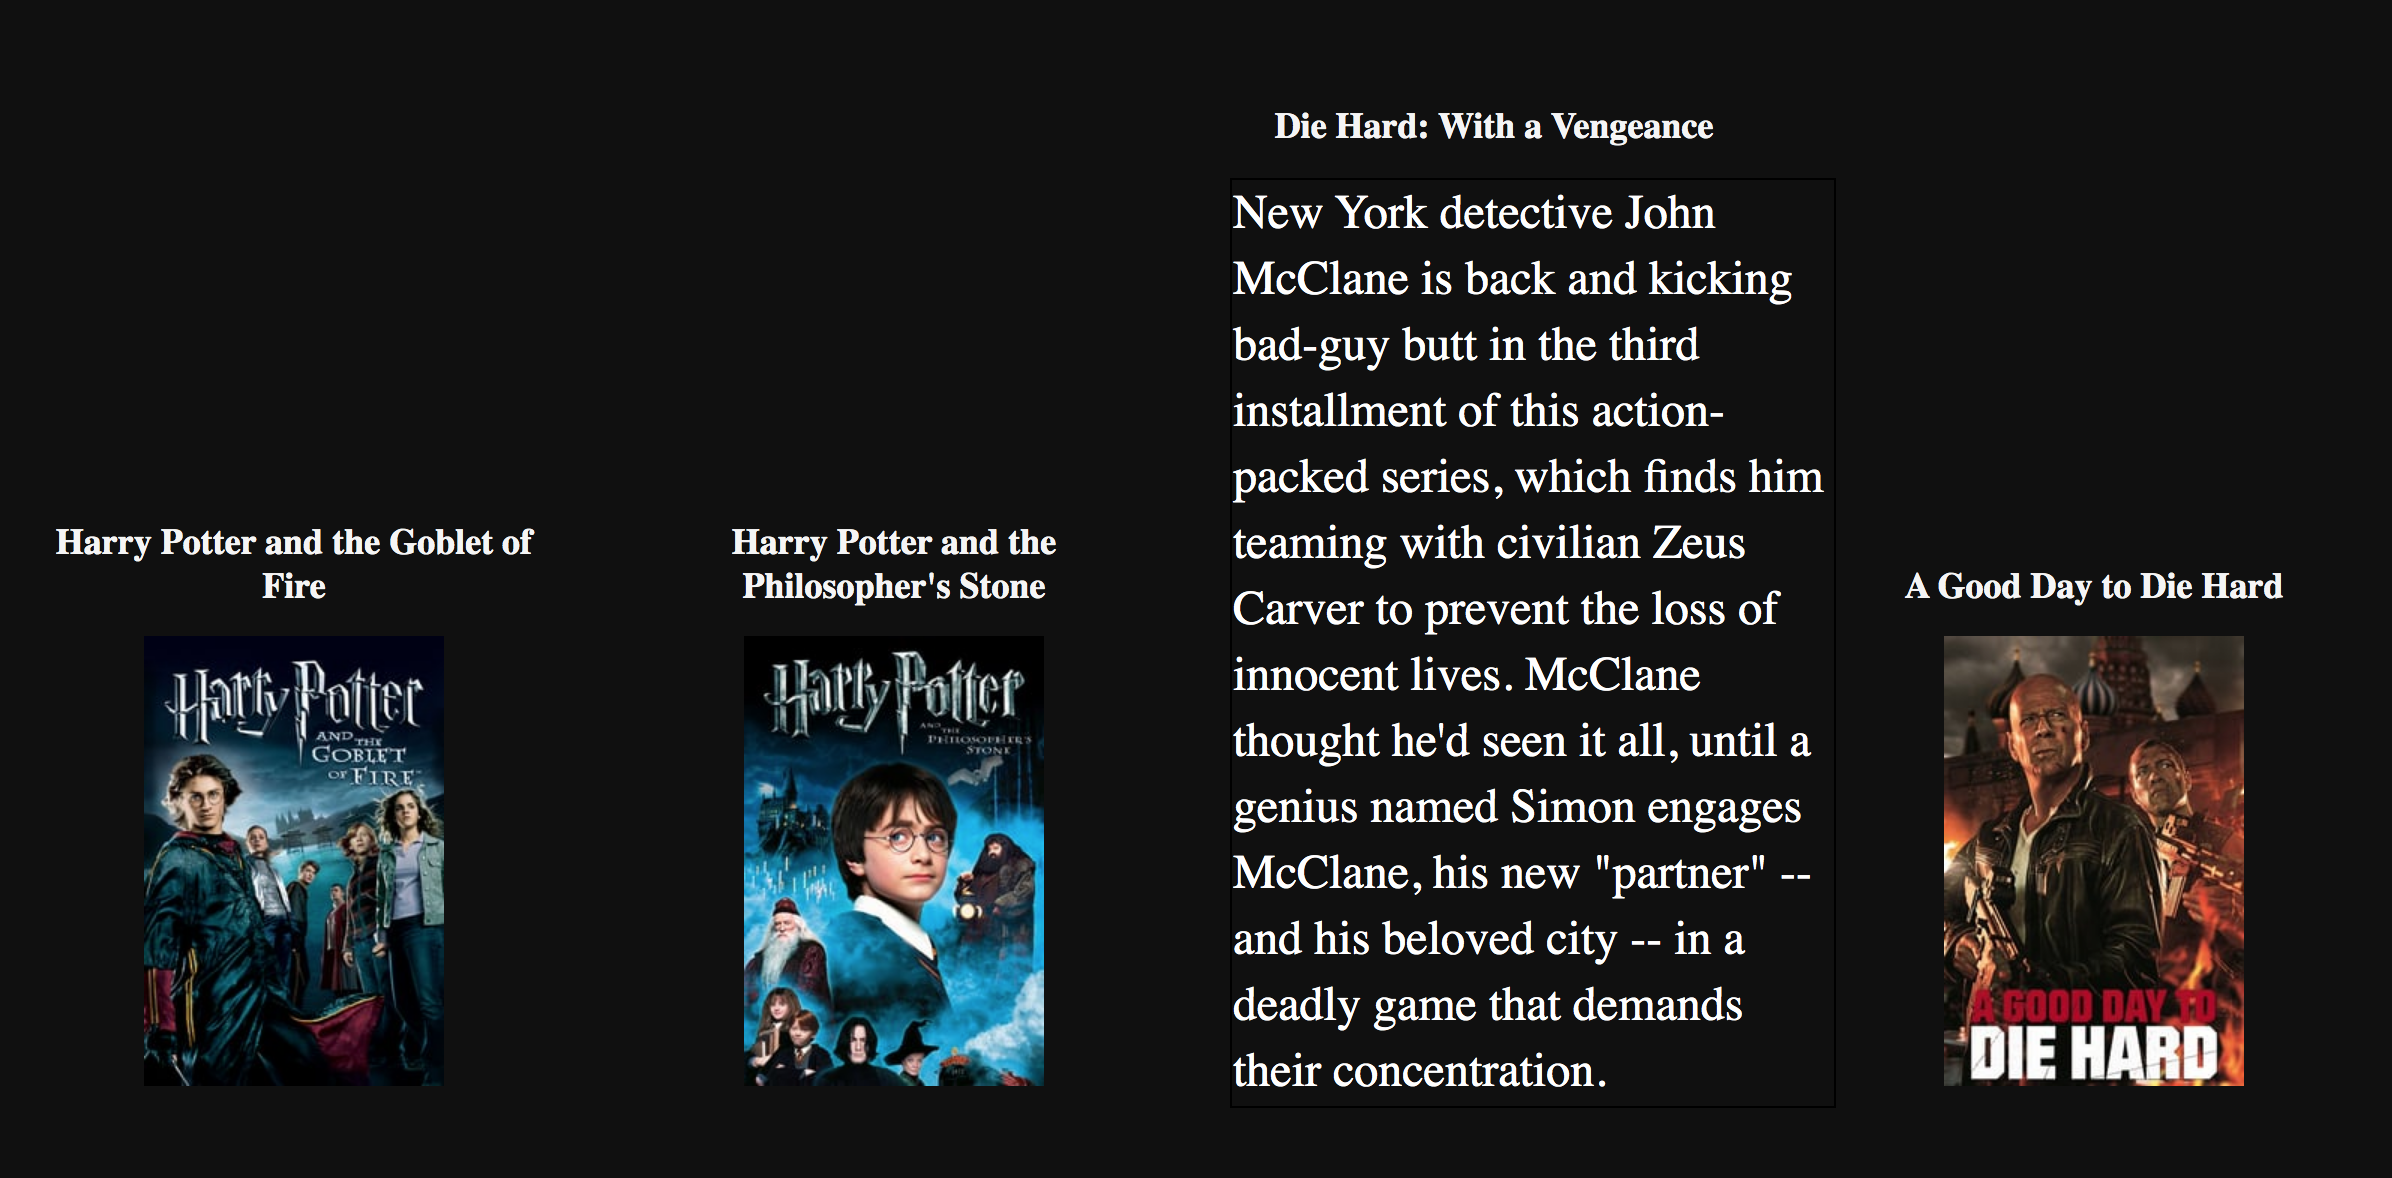 Die Hard: With a Vengeance
New York detective John
McClane is back and kicking
bad-guy butt in the third
installment of this action-
packed series, which finds him
teaming with civilian Zeus
Carver to prevent the loss of
innocent lives. McClane
thought he'd seen it all, until a
genius named Simon engages
McClane, his new "partner" --
and his beloved city -- in a
deadly game that demands
their concentration.
Harry Potter and the Goblet of
Fire
Harry Potter
AND THE
GOBLET
OF FIRE
Harry Potter and the
Philosopher's Stone
Harry Potter
AND THE
PHILOSOPHER'S
STONE
A Good Day to Die Hard
A GOOD DAY TO
DIE HARD